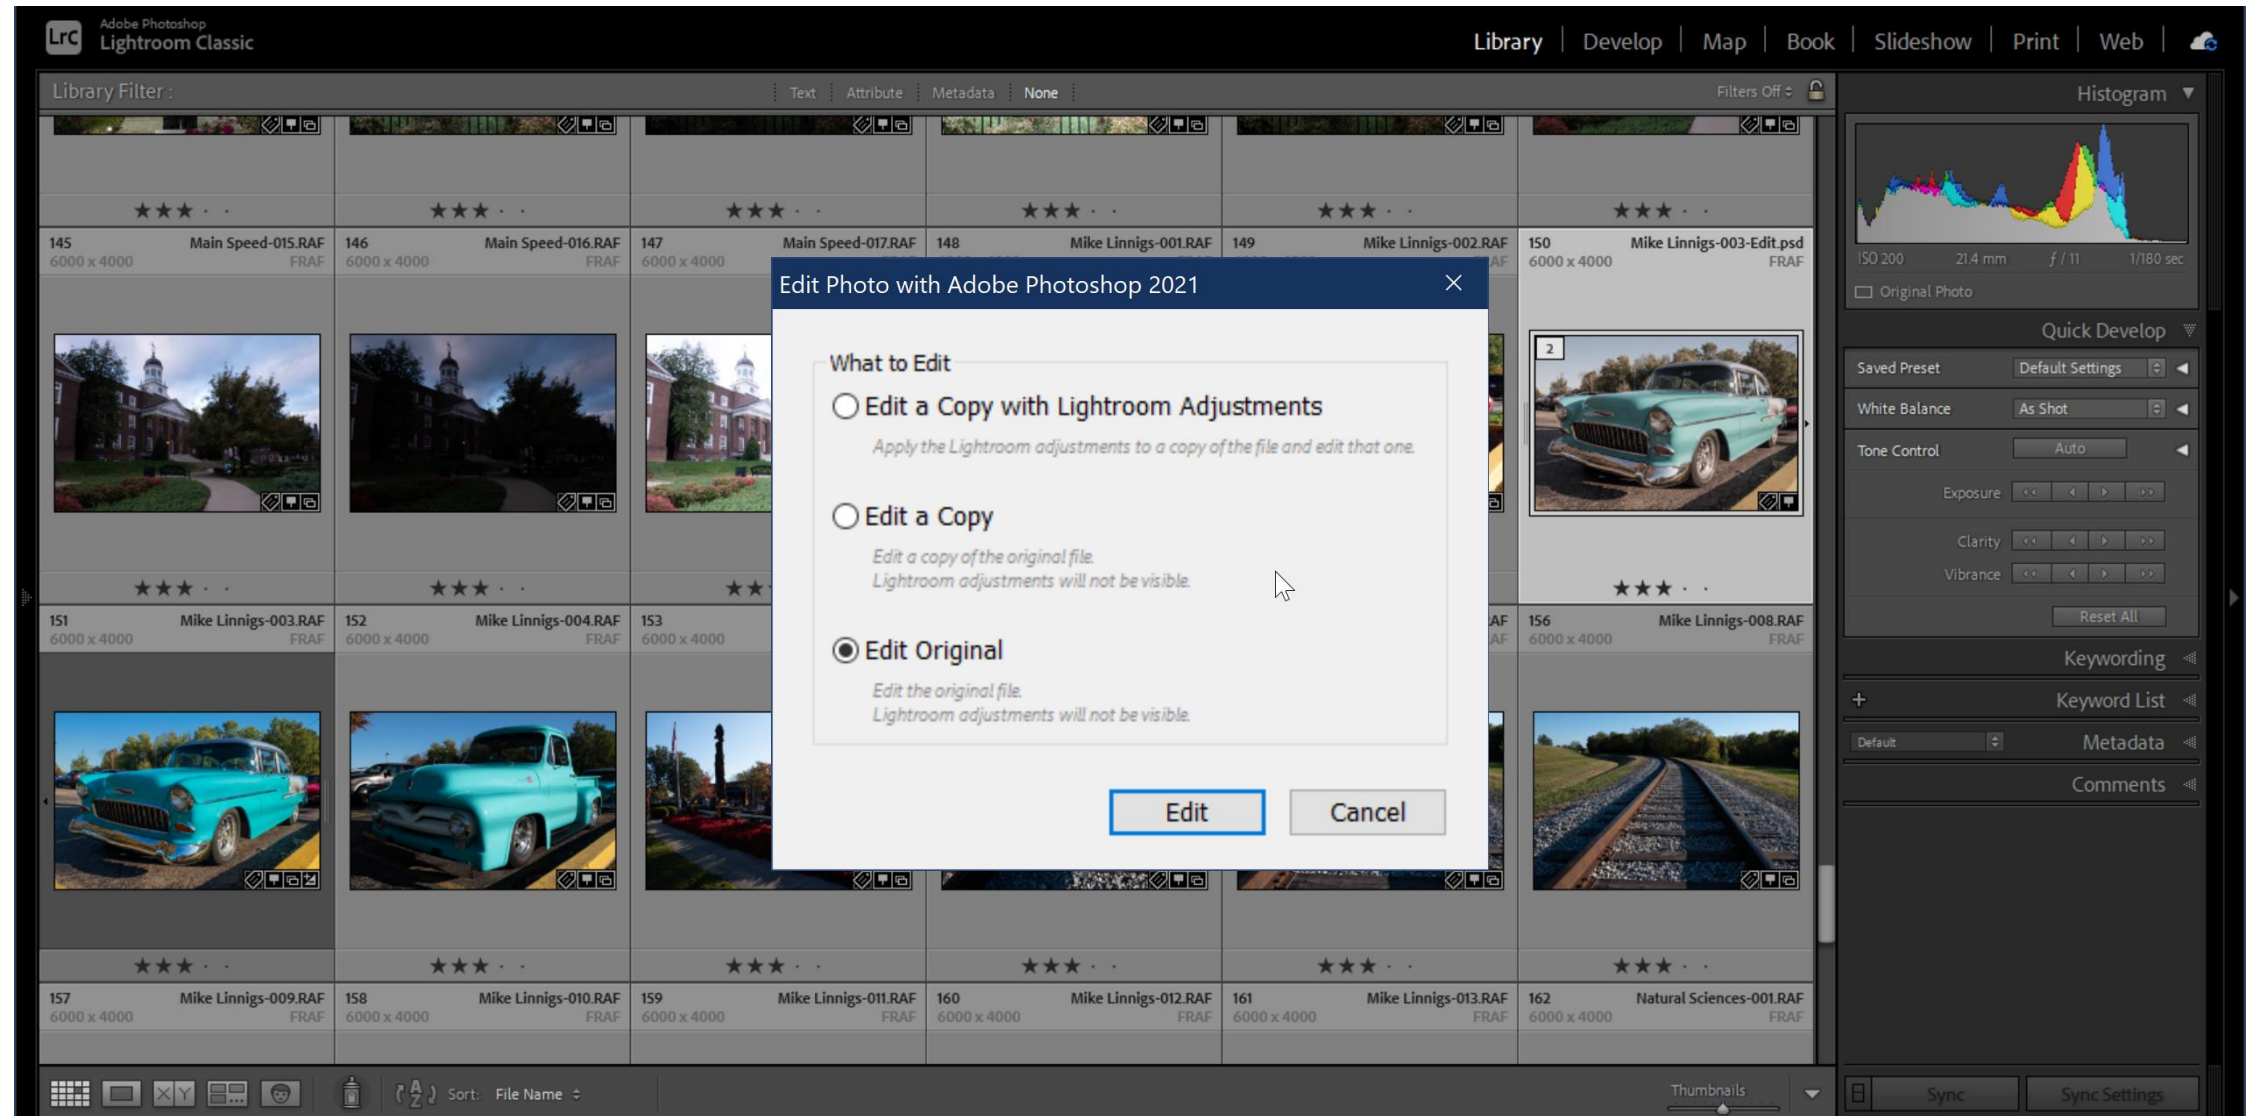 LrC
Adobe Photoshop
Lightroom Classic
Library | Develop | Map | Book | Slideshow | Print | Web |
Library Filter :
Text Attribute Metadata None
Filters Off
Histogram
ISO 200 21.4 mm ƒ / 11 1/180 sec
Original Photo
145 Main Speed-015.RAF
6000 x 4000 FRAF
146 Main Speed-016.RAF
6000 x 4000 FRAF
147 Main Speed-017.RAF
6000 x 4000
148 Mike Linnigs-001.RAF
149 Mike Linnigs-002.RAF
150 Mike Linnigs-003-Edit.psd
6000 x 4000 FRAF
2
Edit Photo with Adobe Photoshop 2021
What to Edit
Edit a Copy with Lightroom Adjustments
Apply the Lightroom adjustments to a copy of the file and edit that one.
Edit a Copy
Edit a copy of the original file.
Lightroom adjustments will not be visible.
Edit Original
Edit the original file.
Lightroom adjustments will not be visible.
Edit Cancel
Quick Develop
Saved Preset Default Settings
White Balance As Shot
Tone Control Auto
Exposure
Clarity
Vibrance
Reset All
Keywording
Keyword List
Default Metadata
Comments
151 Mike Linnigs-003.RAF
6000 x 4000 FRAF
152 Mike Linnigs-004.RAF
6000 x 4000 FRAF
153
6000 x 4000
156 Mike Linnigs-008.RAF
6000 x 4000 FRAF
157 Mike Linnigs-009.RAF
6000 x 4000 FRAF
158 Mike Linnigs-010.RAF
6000 x 4000 FRAF
159 Mike Linnigs-011.RAF
6000 x 4000 FRAF
160 Mike Linnigs-012.RAF
6000 x 4000 FRAF
161 Mike Linnigs-013.RAF
6000 x 4000 FRAF
162 Natural Sciences-001.RAF
6000 x 4000 FRAF
XY
AZ
Sort: File Name
Thumbnails
Sync Sync Settings